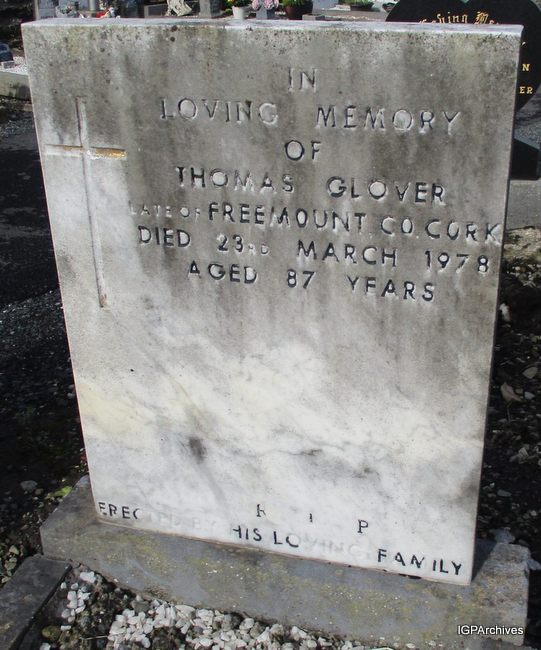 IN
LOVING MEMORY
OF
THOMAS GLOVER
LATE OF FREEMOUNT. CO. CORK
DIED 23RD MARCH 1978
AGED 87 YEARS
R I P
ERECTED BY HIS LOVING FAMILY
IGPArchives